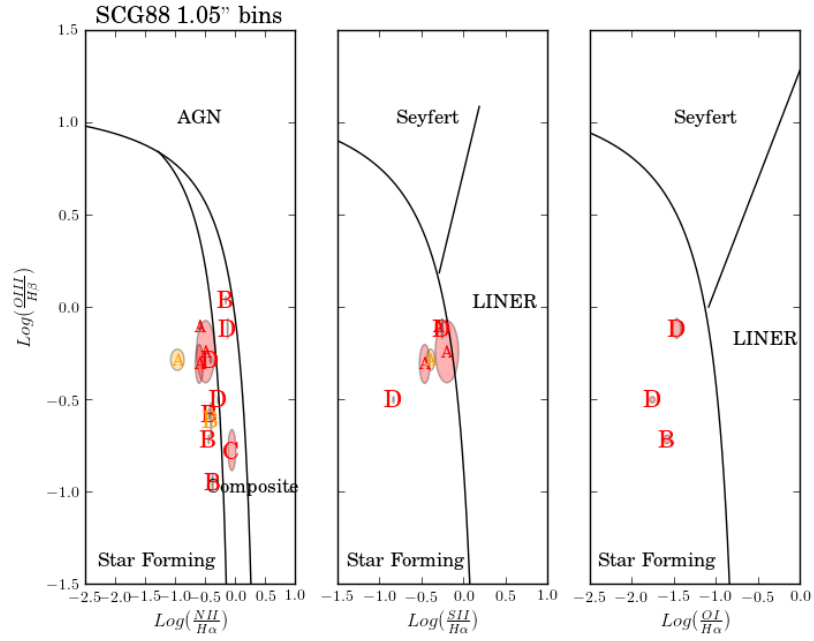 SCG88 1.05” bins
1.5
1.0
0.5
0.0
−0.5
−1.0
−1.5
Log(OIII/Hβ)
AGN
B
D
A
A
A
A
D
D
B
B
B
C
B
Composite
Star Forming
−2.5 −2.0 −1.5 −1.0 −0.5 0.0 0.5 1.0
Log(NII/Hα)
Seyfert
LINER
A
D
A
A
A
D
Star Forming
−1.5 −1.0 −0.5 0.0 0.5 1.0
Log(SII/Hα)
Seyfert
LINER
D
D
B
Star Forming
−2.5 −2.0 −1.5 −1.0 −0.5 0.0
Log(OI/Hα)